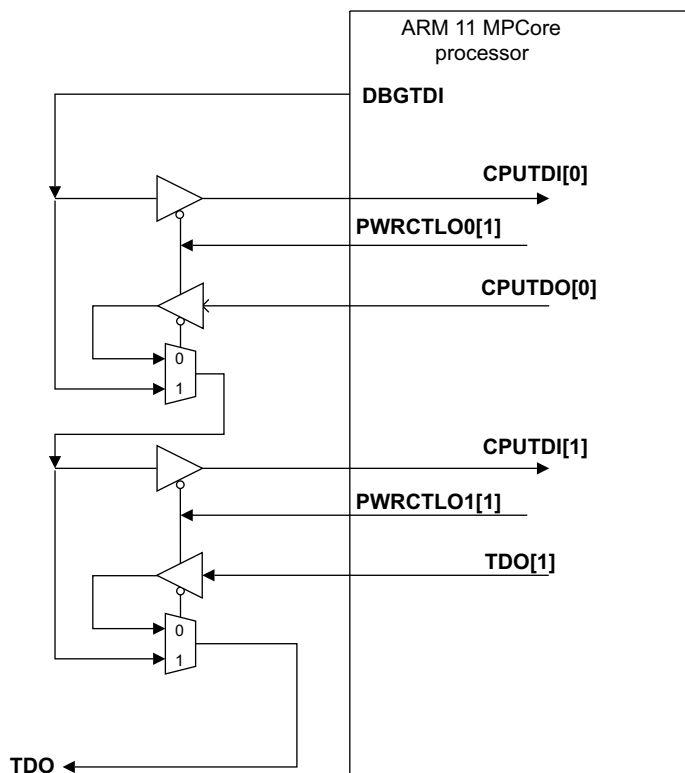 ARM 11 MPCore
processor
DBGTDI
CPUTDI[0]
PWRCTLO0[1]
CPUTDO[0]
0
1
CPUTDI[1]
PWRCTLO1[1]
TDO[1]
0
1
TDO